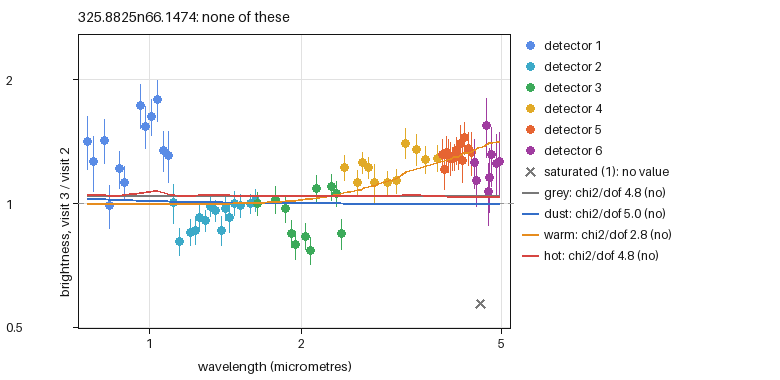 325.8825n66.1474: none of these
brightness, visit 3 / visit 2
2
1
0.5
1
2
5
wavelength (micrometres)
detector 1
detector 2
detector 3
detector 4
detector 5
detector 6
saturated (1): no value
grey: chi2/dof 4.8 (no)
dust: chi2/dof 5.0 (no)
warm: chi2/dof 2.8 (no)
hot: chi2/dof 4.8 (no)